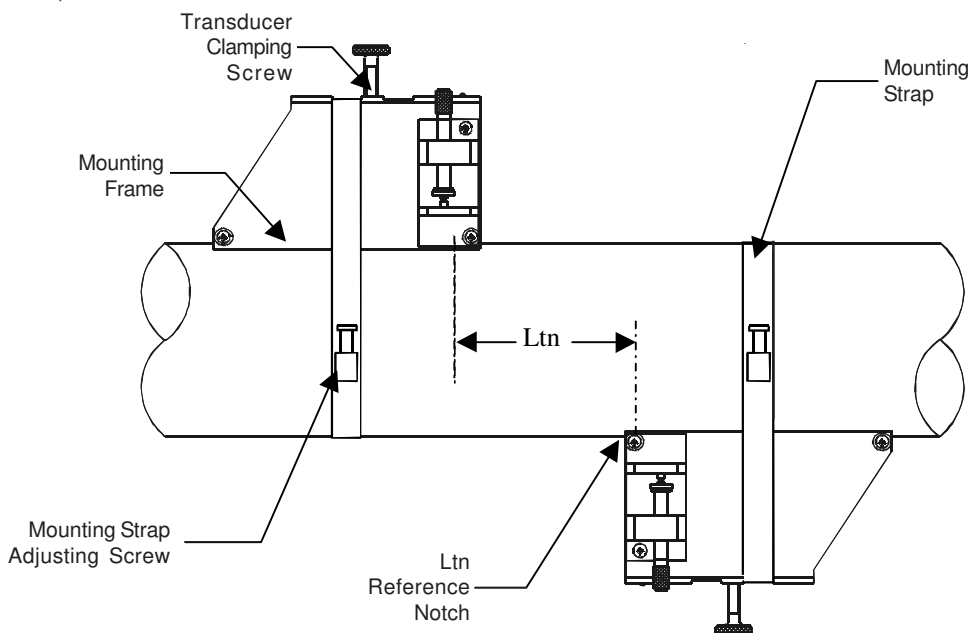 Transducer
Clamping
Screw
Mounting
Strap
Mounting
Frame
Ltn
Mounting Strap
Adjusting Screw
Ltn
Reference
Notch